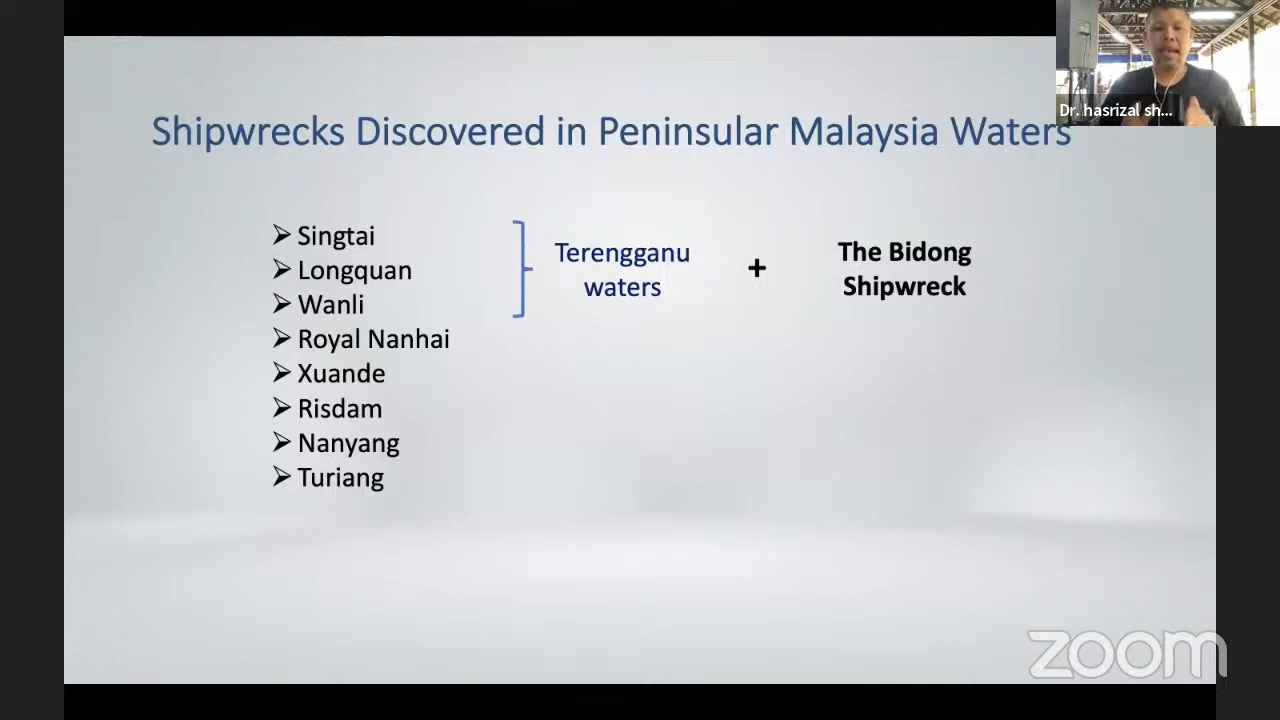 Dr. hasrizal sh...
Shipwrecks Discovered in Peninsular Malaysia Waters
➢ Singtai
➢ Longquan
➢ Wanli
➢ Royal Nanhai
➢ Xuande
➢ Risdam
➢ Nanyang
➢ Turiang
Terengganu
waters
+
The Bidong
Shipwreck
zoom